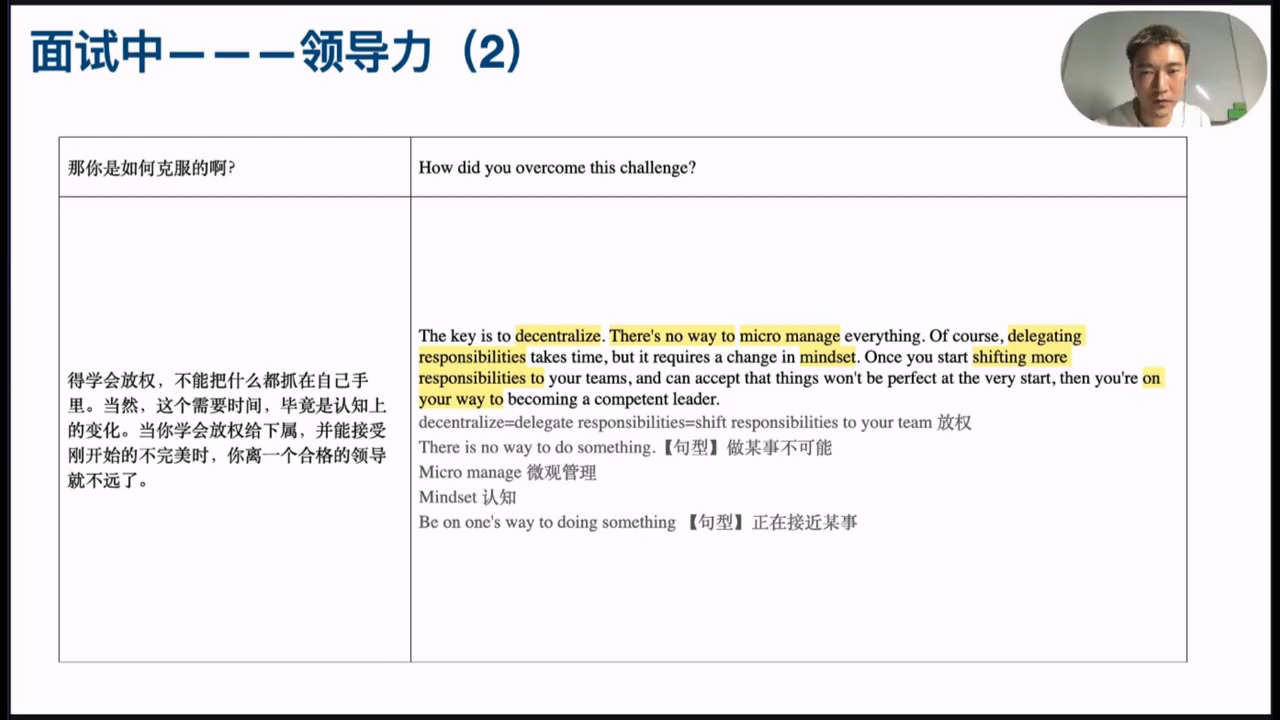 面试中———领导力（2）
那你是如何克服的啊?
How did you overcome this challenge?
得学会放权，不能把什么都抓在自己手
里。当然，这个需要时间，毕竟是认知上
的变化。当你学会放权给下属，并能接受
刚开始的不完美时，你离一个合格的领导
就不远了。
The key is to decentralize. There's no way to micro manage everything. Of course, delegating
responsibilities takes time, but it requires a change in mindset. Once you start shifting more
responsibilities to your teams, and can accept that things won't be perfect at the very start, then you're on
your way to becoming a competent leader.
decentralize=delegate responsibilities=shift responsibilities to your team 放权
There is no way to do something.【句型】做某事不可能
Micro manage 微观管理
Mindset 认知
Be on one's way to doing something 【句型】正在接近某事